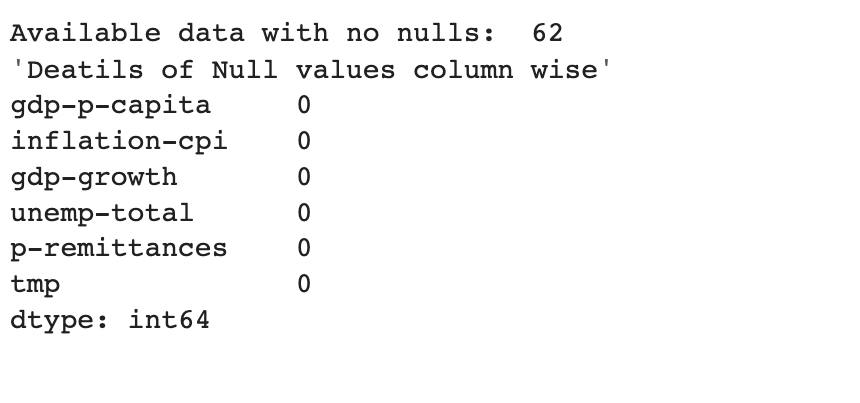 Available data with no nulls:  62
'Deatils of Null values column wise'
gdp-p-capita     0
inflation-cpi    0
gdp-growth       0
unemp-total      0
p-remittances    0
tmp              0
dtype: int64